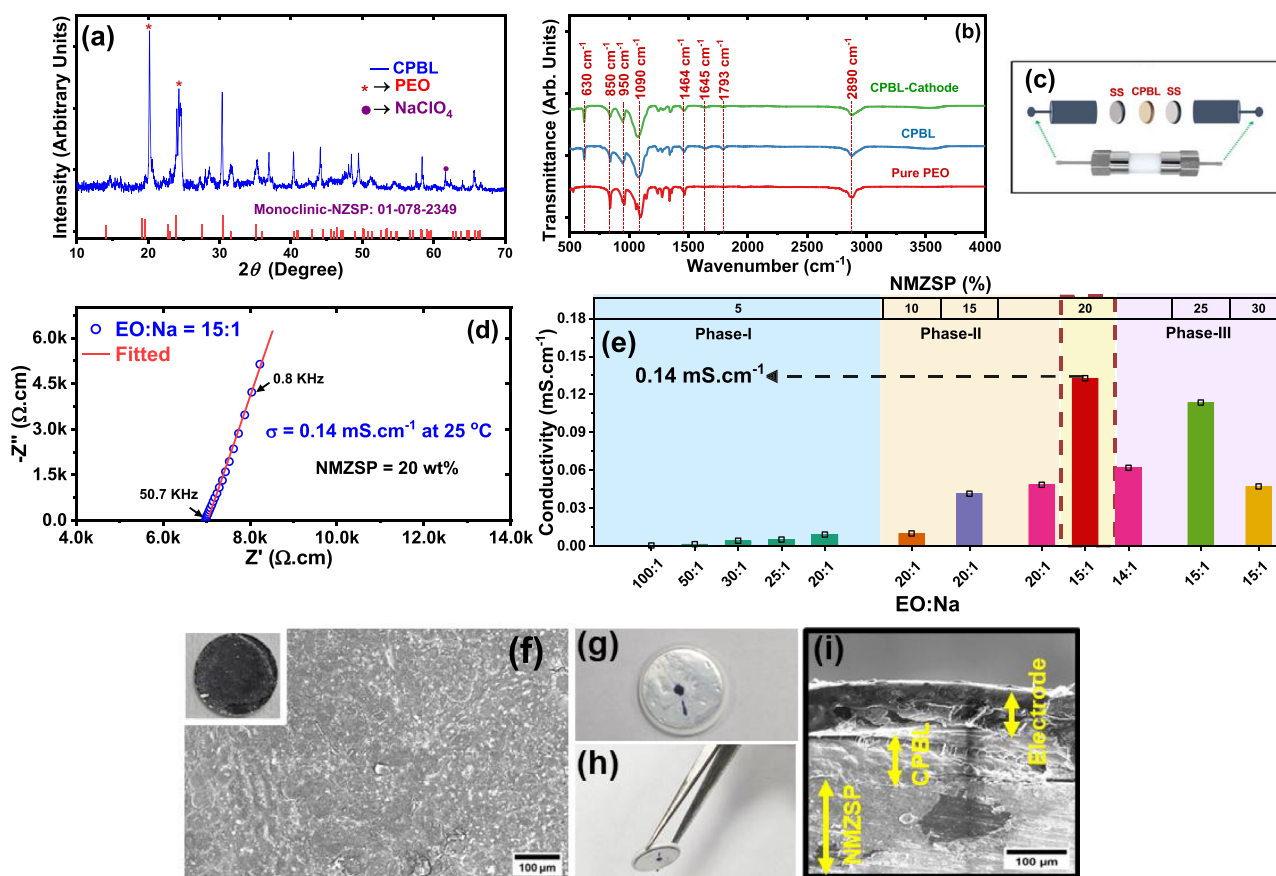 (a)
Intensity (Arbitrary Units)
CPBL
* → PEO
● → NaClO₄
Monoclinic-NZSP: 01-078-2349
10 20 30 40 50 60 70
2θ (Degree)
(b)
Transmittance (Arb. Units)
630 cm⁻¹
850 cm⁻¹
950 cm⁻¹
1090 cm⁻¹
1464 cm⁻¹
1645 cm⁻¹
1793 cm⁻¹
2890 cm⁻¹
CPBL-Cathode
CPBL
Pure PEO
500 1000 1500 2000 2500 3000 3500 4000
Wavenumber (cm⁻¹)
(c)
SS CPBL SS
(d)
-Z'' (Ω.cm)
6.0k
4.5k
3.0k
1.5k
0.0
EO:Na = 15:1
Fitted
0.8 KHz
σ = 0.14 mS.cm⁻¹ at 25 °C
NMZSP = 20 wt%
50.7 KHz
4.0k 6.0k 8.0k 10.0k 12.0k 14.0k
Z' (Ω.cm)
NMZSP (%)
5 10 15 20 25 30
Phase-I Phase-II Phase-III
(e)
Conductivity (mS.cm⁻¹)
0.18
0.15
0.12
0.09
0.06
0.03
0.00
0.14 mS.cm⁻¹
100:1 50:1 30:1 25:1 20:1 20:1 20:1 20:1 15:1 14:1 15:1 15:1
EO:Na
(f)
100 µm
(g)
(h)
(i)
Electrode
CPBL
NMZSP
100 µm